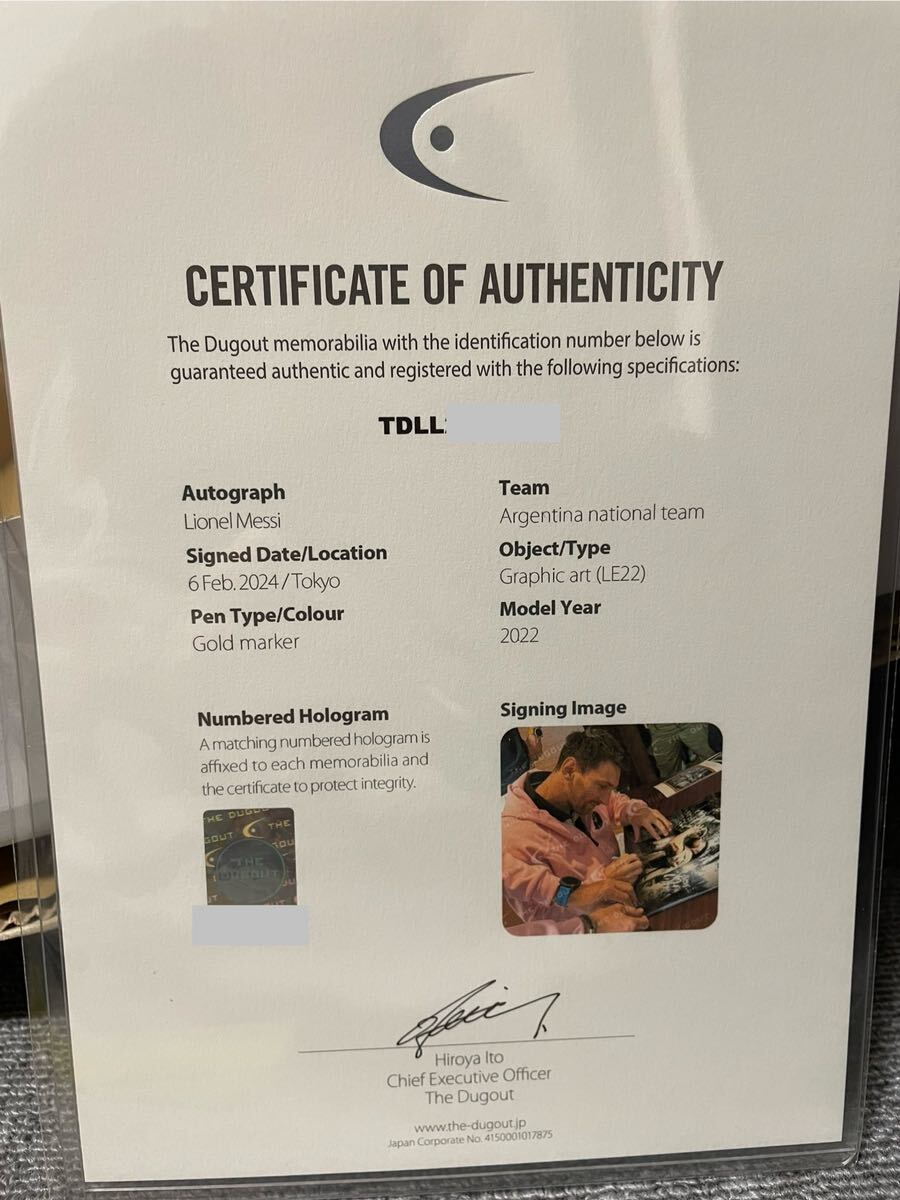 CERTIFICATE OF AUTHENTICITY
The Dugout memorabilia with the identification number below is
guaranteed authentic and registered with the following specifications:
TDLL
Autograph
Lionel Messi
Team
Argentina national team
Signed Date/Location
6 Feb. 2024 / Tokyo
Object/Type
Graphic art (LE22)
Pen Type/Colour
Gold marker
Model Year
2022
Numbered Hologram
A matching numbered hologram is
affixed to each memorabilia and
the certificate to protect integrity.
THE DUGOUT
Signing Image
Hiroya Ito
Chief Executive Officer
The Dugout
www.the-dugout.jp
Japan Corporate No. 4150001017875